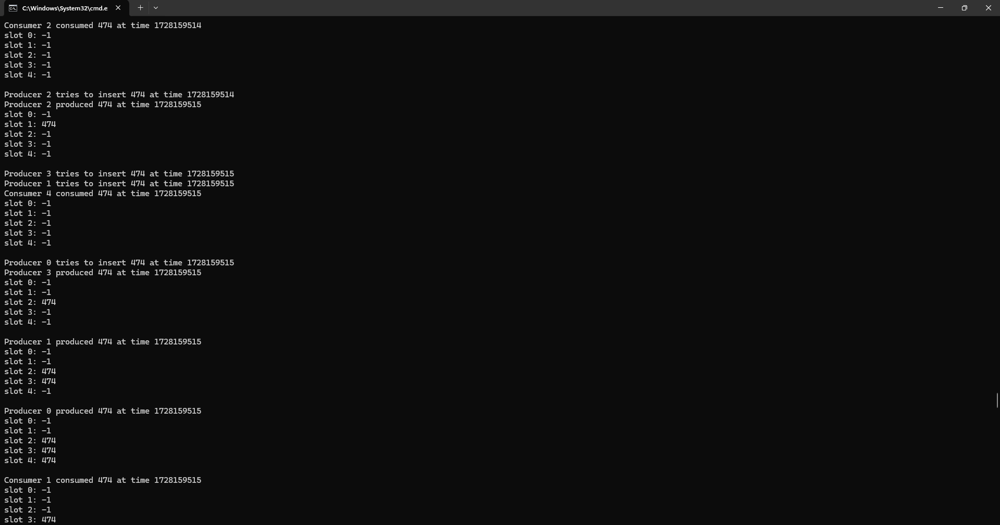 C:\Windows\System32\cmd.e
Consumer 2 consumed 474 at time 1728159514
slot 0: -1
slot 1: -1
slot 2: -1
slot 3: -1
slot 4: -1
Producer 2 tries to insert 474 at time 1728159514
Producer 2 produced 474 at time 1728159515
slot 0: -1
slot 1: 474
slot 2: -1
slot 3: -1
slot 4: -1
Producer 3 tries to insert 474 at time 1728159515
Producer 1 tries to insert 474 at time 1728159515
Consumer 4 consumed 474 at time 1728159515
slot 0: -1
slot 1: -1
slot 2: -1
slot 3: -1
slot 4: -1
Producer 0 tries to insert 474 at time 1728159515
Producer 3 produced 474 at time 1728159515
slot 0: -1
slot 1: -1
slot 2: 474
slot 3: -1
slot 4: -1
Producer 1 produced 474 at time 1728159515
slot 0: -1
slot 1: -1
slot 2: 474
slot 3: 474
slot 4: -1
Producer 0 produced 474 at time 1728159515
slot 0: -1
slot 1: -1
slot 2: 474
slot 3: 474
slot 4: 474
Consumer 1 consumed 474 at time 1728159515
slot 0: -1
slot 1: -1
slot 2: -1
slot 3: 474